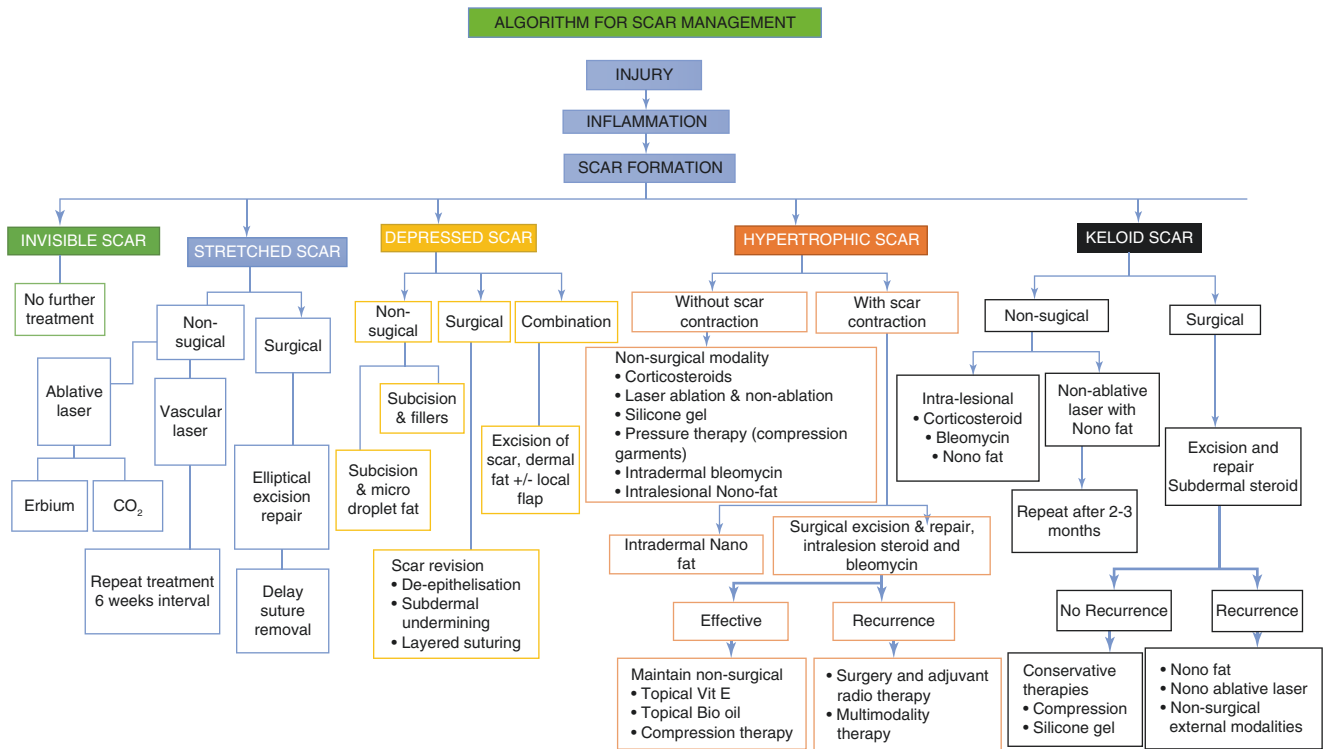 ALGORITHM FOR SCAR MANAGEMENT
INJURY
INFLAMMATION
SCAR FORMATION
INVISIBLE SCAR
No further
treatment
STRETCHED SCAR
Non-
sugical
Surgical
Ablative
laser
Vascular
laser
Erbium
CO2
Repeat treatment
6 weeks interval
Elliptical
excision
repair
Delay
suture
removal
DEPRESSED SCAR
Non-
sugical
Surgical
Combination
Subcision
& fillers
Subcision
& micro
droplet fat
Scar revision
• De-epithelisation
• Subdermal
undermining
• Layered suturing
Excision of
scar, dermal
fat +/- local
flap
HYPERTROPHIC SCAR
Without scar
contraction
With scar
contraction
Non-surgical modality
• Corticosteroids
• Laser ablation & non-ablation
• Silicone gel
• Pressure therapy (compression
garments)
• Intradermal bleomycin
• Intralesional Nono-fat
Intradermal Nano
fat
Surgical excision & repair,
intralesion steroid and
bleomycin
Effective
Recurrence
Maintain non-surgical
• Topical Vit E
• Topical Bio oil
• Compression therapy
• Surgery and adjuvant
radio therapy
• Multimodality
therapy
KELOID SCAR
Non-sugical
Surgical
Intra-lesional
• Corticosteroid
• Bleomycin
• Nono fat
Non-ablative
laser with
Nono fat
Repeat after 2-3
months
Excision and
repair
Subdermal steroid
No Recurrence
Recurrence
Conservative
therapies
• Compression
• Silicone gel
• Nono fat
• Nono ablative laser
• Non-surgical
external modalities